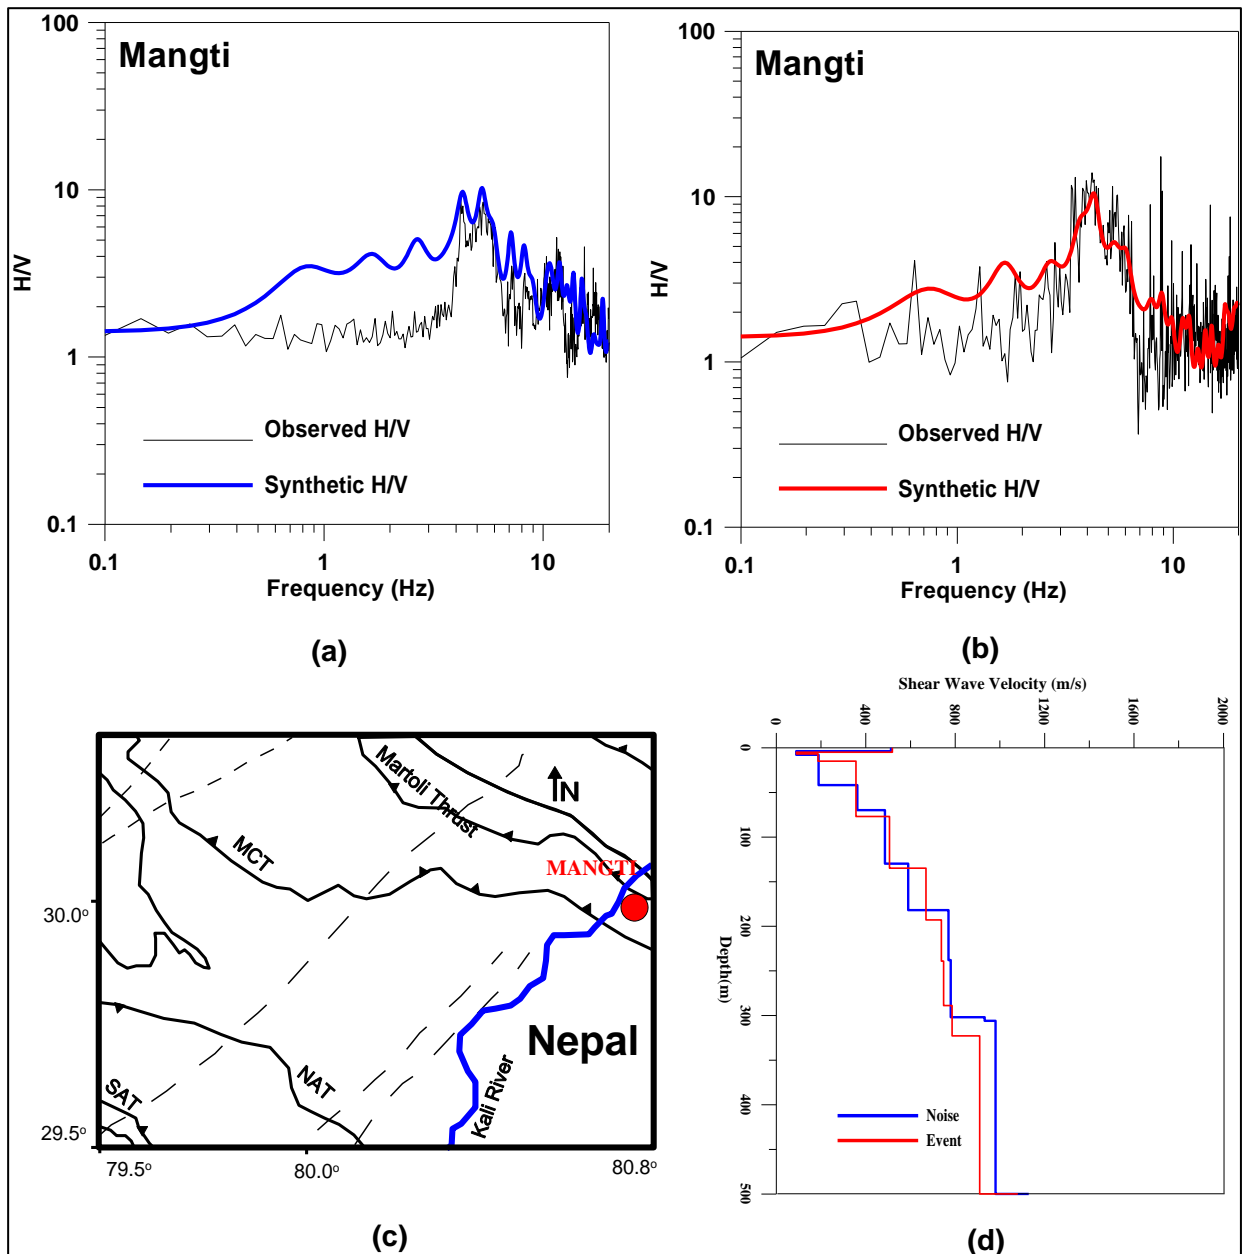 Mangti
100
10
1
0.1
H/V
0.1
1
10
Frequency (Hz)
Observed H/V
Synthetic H/V
(a)
Mangti
100
10
1
0.1
H/V
0.1
1
10
Frequency (Hz)
Observed H/V
Synthetic H/V
(b)
Martoli Thrust
N
MCT
MANGTI
30.0°
Nepal
Kali River
NAT
SAT
29.5°
79.5°
80.0°
80.8°
(c)
Shear Wave Velocity (m/s)
0
400
800
1200
1600
2000
0
100
200
300
400
500
Depth(m)
Noise
Event
(d)